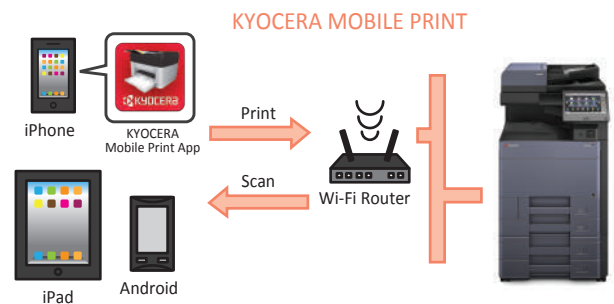 KYOCERA MOBILE PRINT
KYOCERA
iPhone
KYOCERA
Mobile Print App
Print
Scan
Wi-Fi Router
iPad
Android